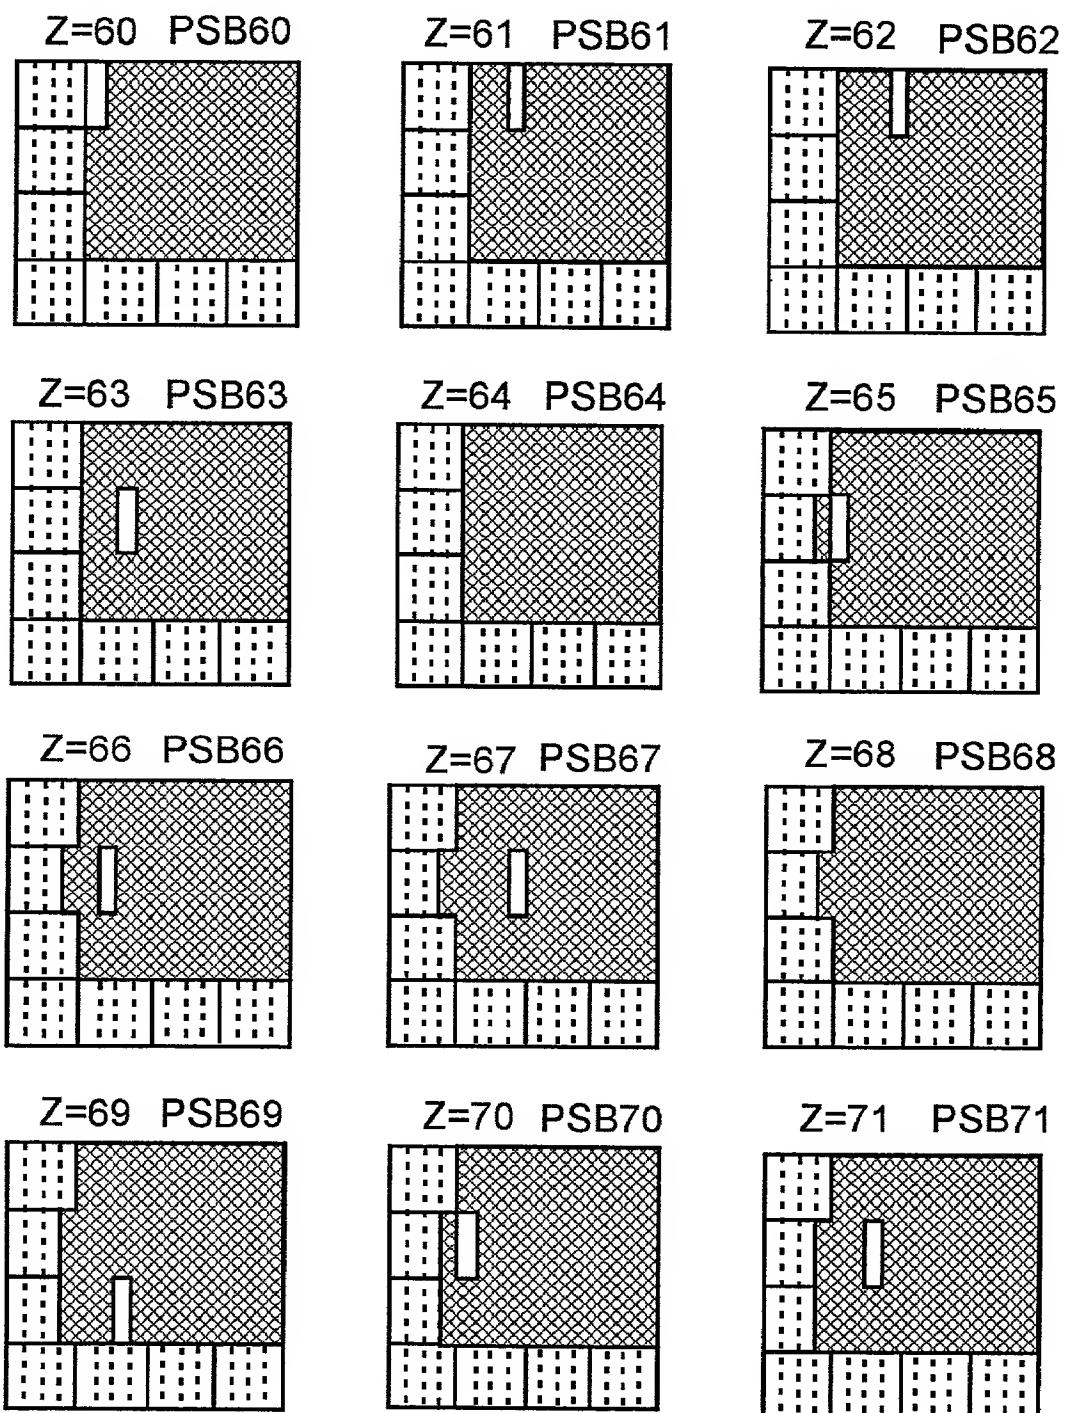 Z=60 PSB60
Z=61 PSB61
Z=62 PSB62
Z=63 PSB63
Z=64 PSB64
Z=65 PSB65
Z=66 PSB66
Z=67 PSB67
Z=68 PSB68
Z=69 PSB69
Z=70 PSB70
Z=71 PSB71